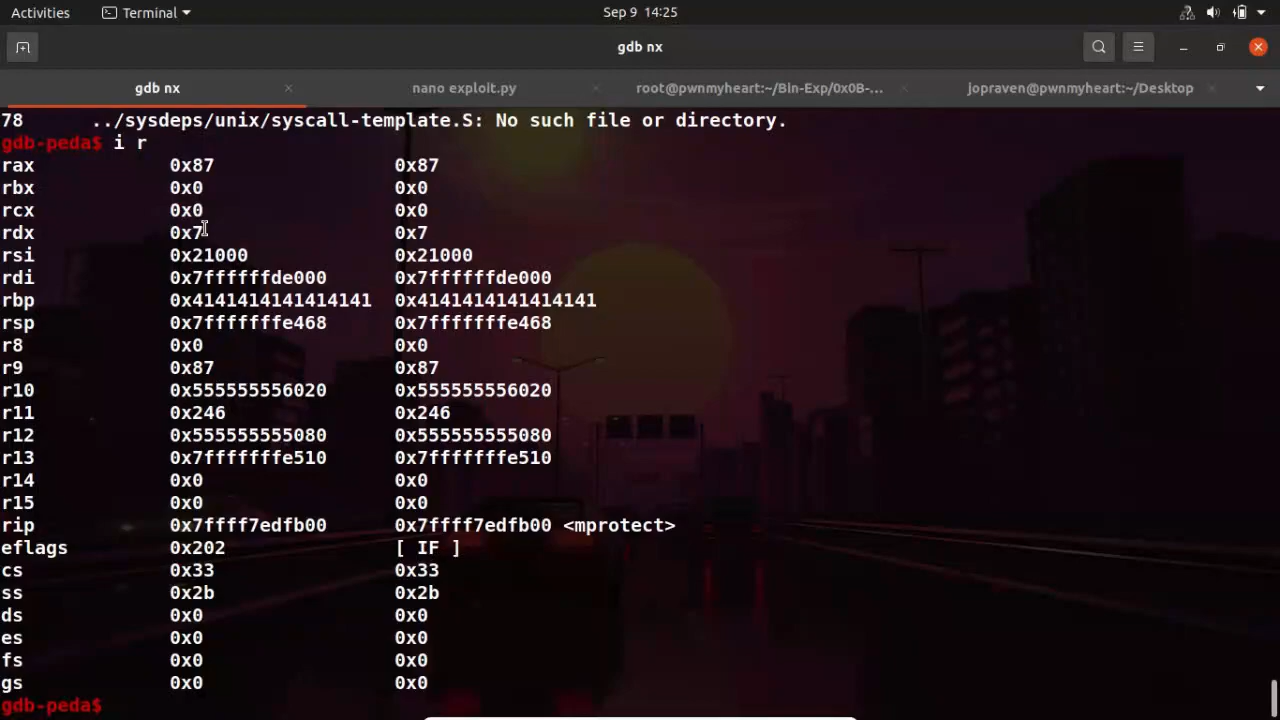 Activities Terminal Sep 9 14:25
gdb nx
gdb nx nano exploit.py root@pwnmyheart:~/Bin-Exp/0x0B-... jopraven@pwnmyheart:~/Desktop
78 ../sysdeps/unix/syscall-template.S: No such file or directory.
gdb-peda$ i r
rax 0x87 0x87
rbx 0x0 0x0
rcx 0x0 0x0
rdx 0x7 0x7
rsi 0x21000 0x21000
rdi 0x7ffffffde000 0x7ffffffde000
rbp 0x4141414141414141 0x4141414141414141
rsp 0x7fffffffe468 0x7fffffffe468
r8 0x0 0x0
r9 0x87 0x87
r10 0x555555556020 0x555555556020
r11 0x246 0x246
r12 0x555555555080 0x555555555080
r13 0x7fffffffe510 0x7fffffffe510
r14 0x0 0x0
r15 0x0 0x0
rip 0x7ffff7edfb00 0x7ffff7edfb00 <mprotect>
eflags 0x202 [ IF ]
cs 0x33 0x33
ss 0x2b 0x2b
ds 0x0 0x0
es 0x0 0x0
fs 0x0 0x0
gs 0x0 0x0
gdb-peda$